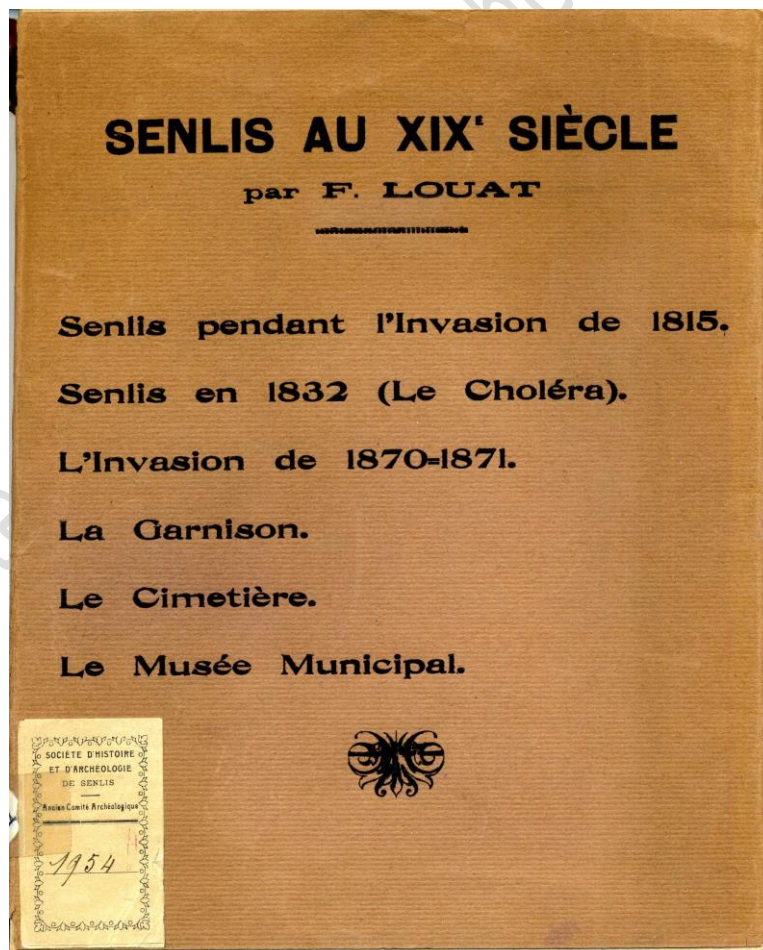 SENLIS AU XIXᵉ SIÈCLE
par F. LOUAT
Senlis pendant l'Invasion de 1815.
Senlis en 1832 (Le Choléra).
L'Invasion de 1870=1871.
La Garnison.
Le Cimetière.
Le Musée Municipal.
SOCIÉTÉ D'HISTOIRE
ET D'ARCHÉOLOGIE
DE SENLIS
Ancien Comité Archéologique
1954